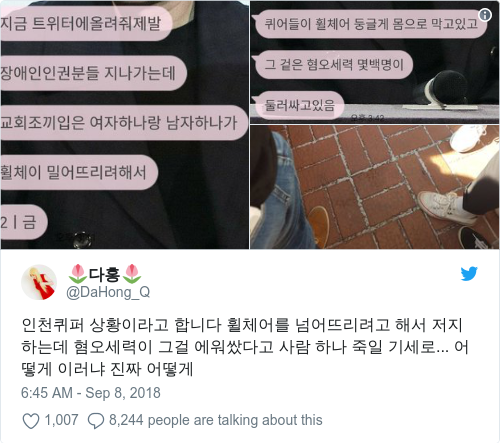 지금 트위터에올려줘제발
장애인인권분들 지나가는데
교회조끼입은 여자하나랑 남자하나가
휠체이 밀어뜨리려해서
2ㅣ금
퀴어들이 휠체어 둥글게 몸으로 막고있고
그 겉은 혐오세력 몇백명이
둘러싸고있음
오후 3:42
🌷다홍🌷
@DaHong_Q
인천퀴퍼 상황이라고 합니다 휠체어를 넘어뜨리려고 해서 저지
하는데 혐오세력이 그걸 에워쌌다고 사람 하나 죽일 기세로... 어
떻게 이러냐 진짜 어떻게
6:45 AM - Sep 8, 2018
1,007
8,244 people are talking about this